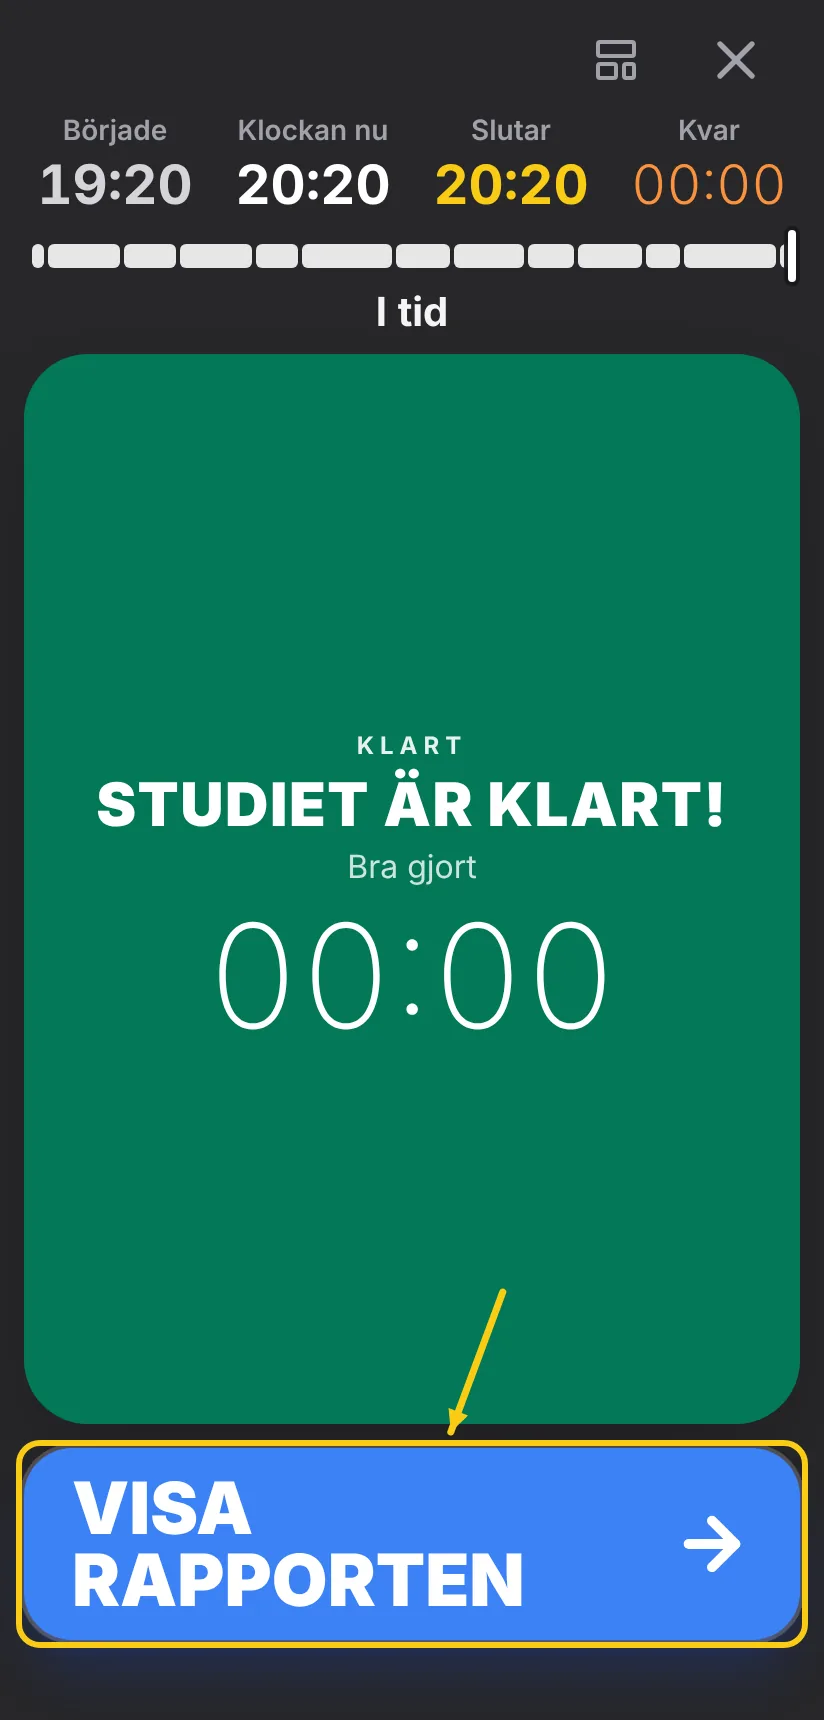 Började Klockan nu Slutar Kvar
19:20 20:20 20:20 00:00
I tid
KLART
STUDIET ÄR KLART!
Bra gjort
00:00
VISA
RAPPORTEN